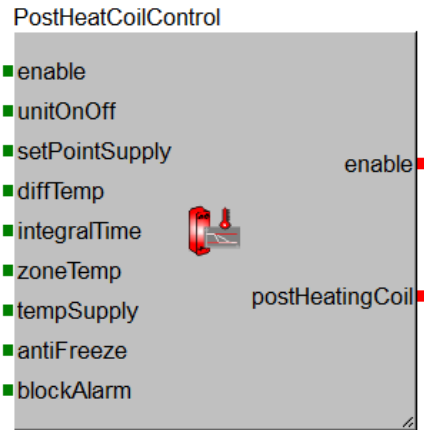 PostHeatCoilControl
enable
unitOnOff
setPointSupply
diffTemp
integralTime
zoneTemp
tempSupply
antiFreeze
blockAlarm
enable
postHeatingCoil